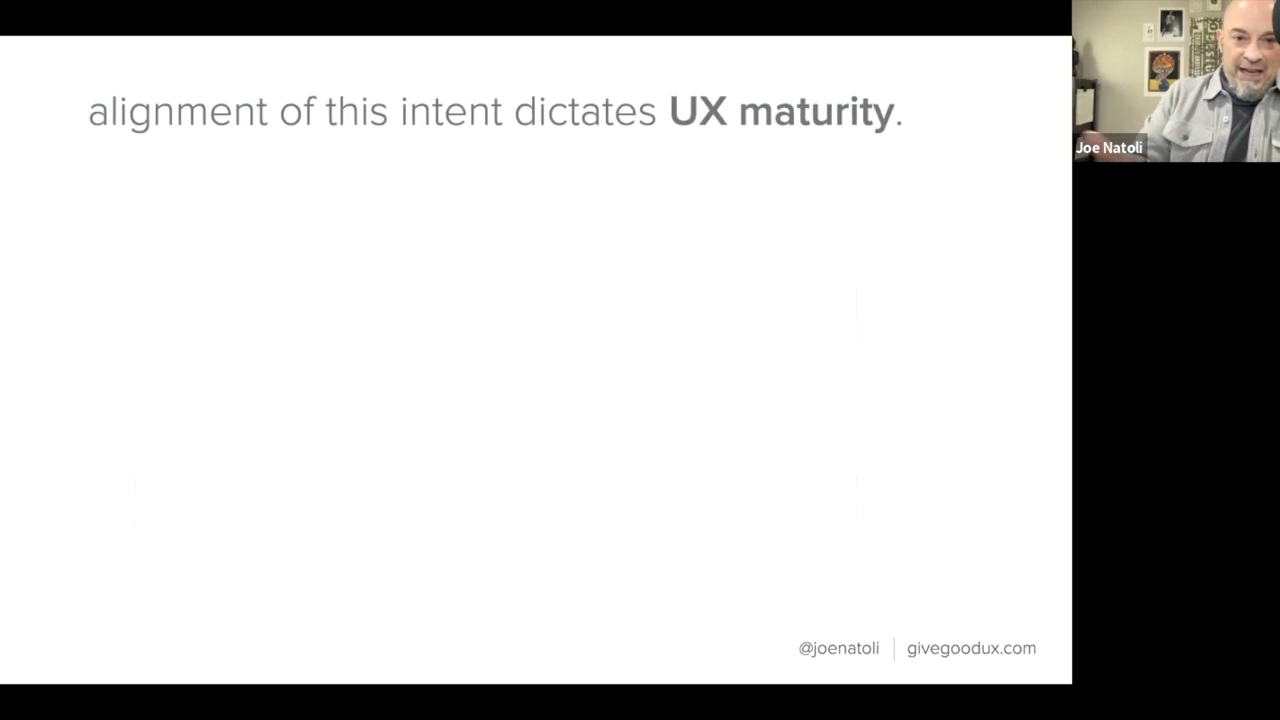 alignment of this intent dictates UX maturity.
Joe Natoli
@joenatoli | givegoodux.com